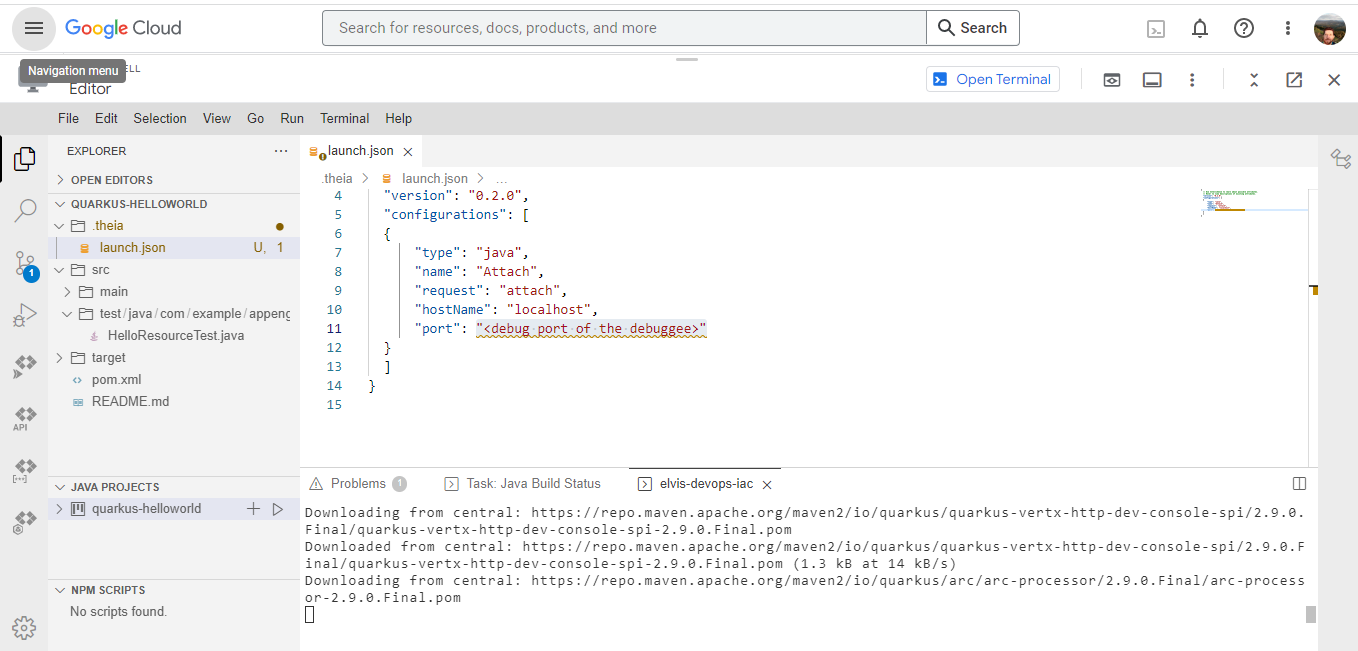 Google Cloud
Search for resources, docs, products, and more
Search
Navigation menu
ELL
Editor
Open Terminal
File Edit Selection View Go Run Terminal Help
EXPLORER
OPEN EDITORS
QUARKUS-HELLOWORLD
.theia
launch.json U, 1
src
main
test/java/com/example/appeng
HelloResourceTest.java
target
pom.xml
README.md
JAVA PROJECTS
quarkus-helloworld
NPM SCRIPTS
No scripts found.
1
API
launch.json
.theia > launch.json > ...
4 "version": "0.2.0",
5 "configurations": [
6 {
7 "type": "java",
8 "name": "Attach",
9 "request": "attach",
10 "hostName": "localhost",
11 "port": "<debug port of the debuggee>"
12 }
13 ]
14 }
15
Problems 1 Task: Java Build Status elvis-devops-iac
Downloading from central: https://repo.maven.apache.org/maven2/io/quarkus/quarkus-vertx-http-dev-console-spi/2.9.0.
Final/quarkus-vertx-http-dev-console-spi-2.9.0.Final.pom
Downloaded from central: https://repo.maven.apache.org/maven2/io/quarkus/quarkus-vertx-http-dev-console-spi/2.9.0.F
inal/quarkus-vertx-http-dev-console-spi-2.9.0.Final.pom (1.3 kB at 14 kB/s)
Downloading from central: https://repo.maven.apache.org/maven2/io/quarkus/arc/arc-processor/2.9.0.Final/arc-process
or-2.9.0.Final.pom